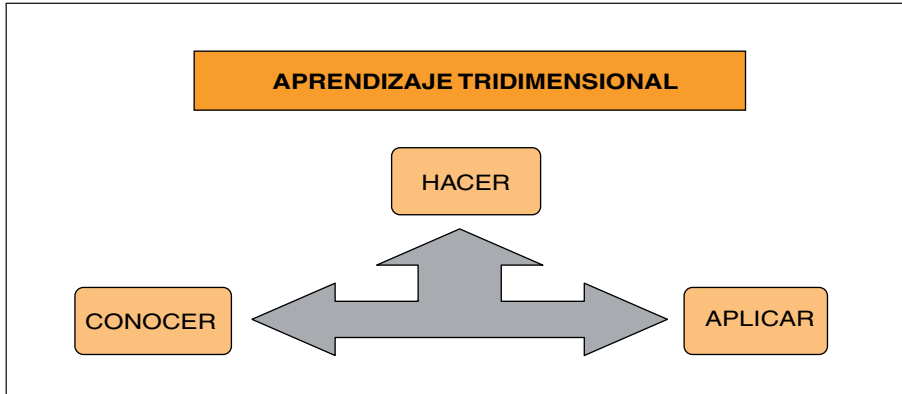 APRENDIZAJE TRIDIMENSIONAL
HACER
CONOCER
APLICAR